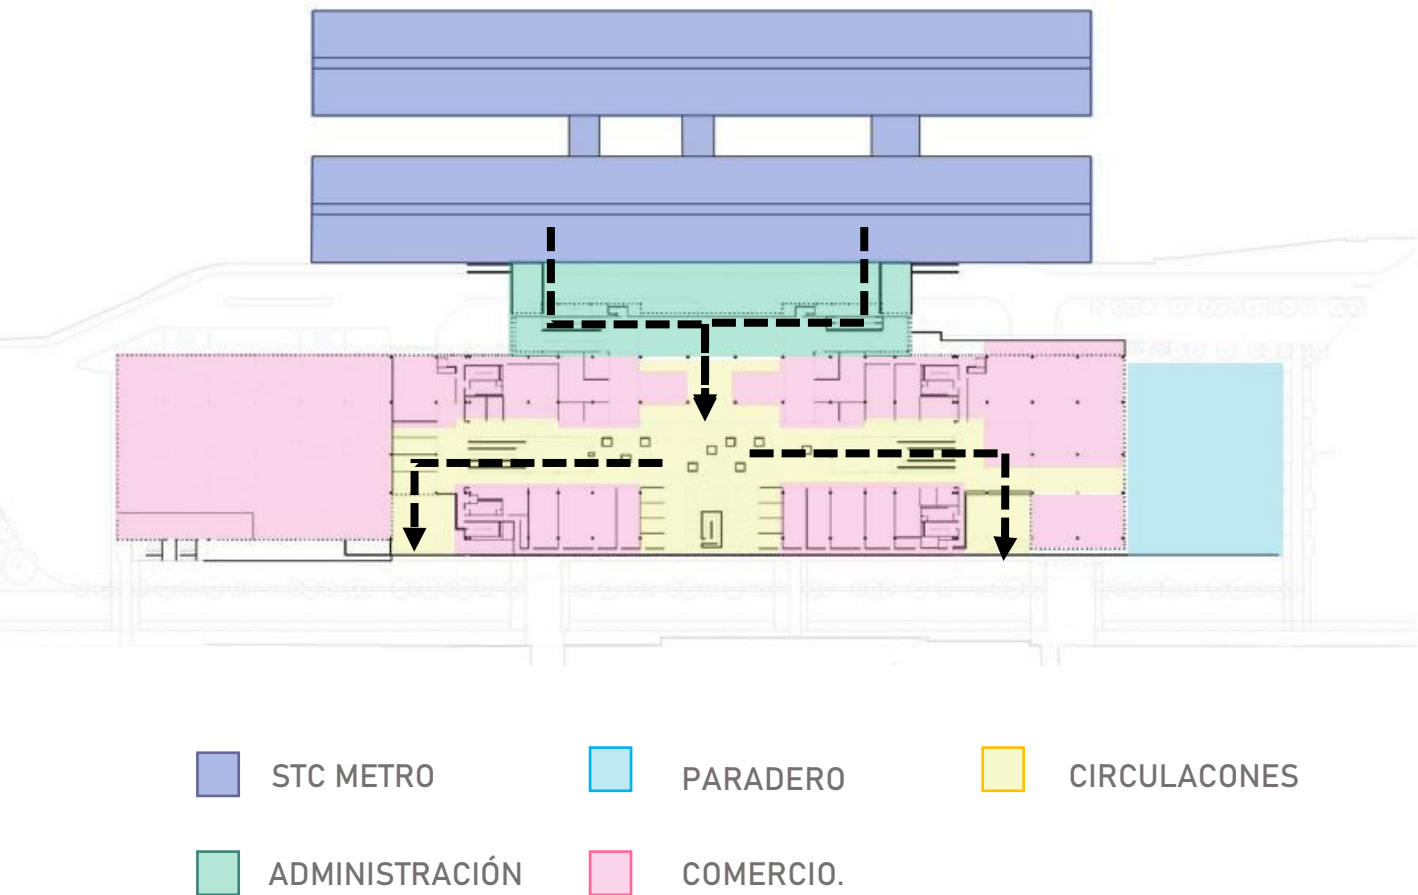 STC METRO
PARADERO
CIRCULACONES
ADMINISTRACIÓN
COMERCIO.